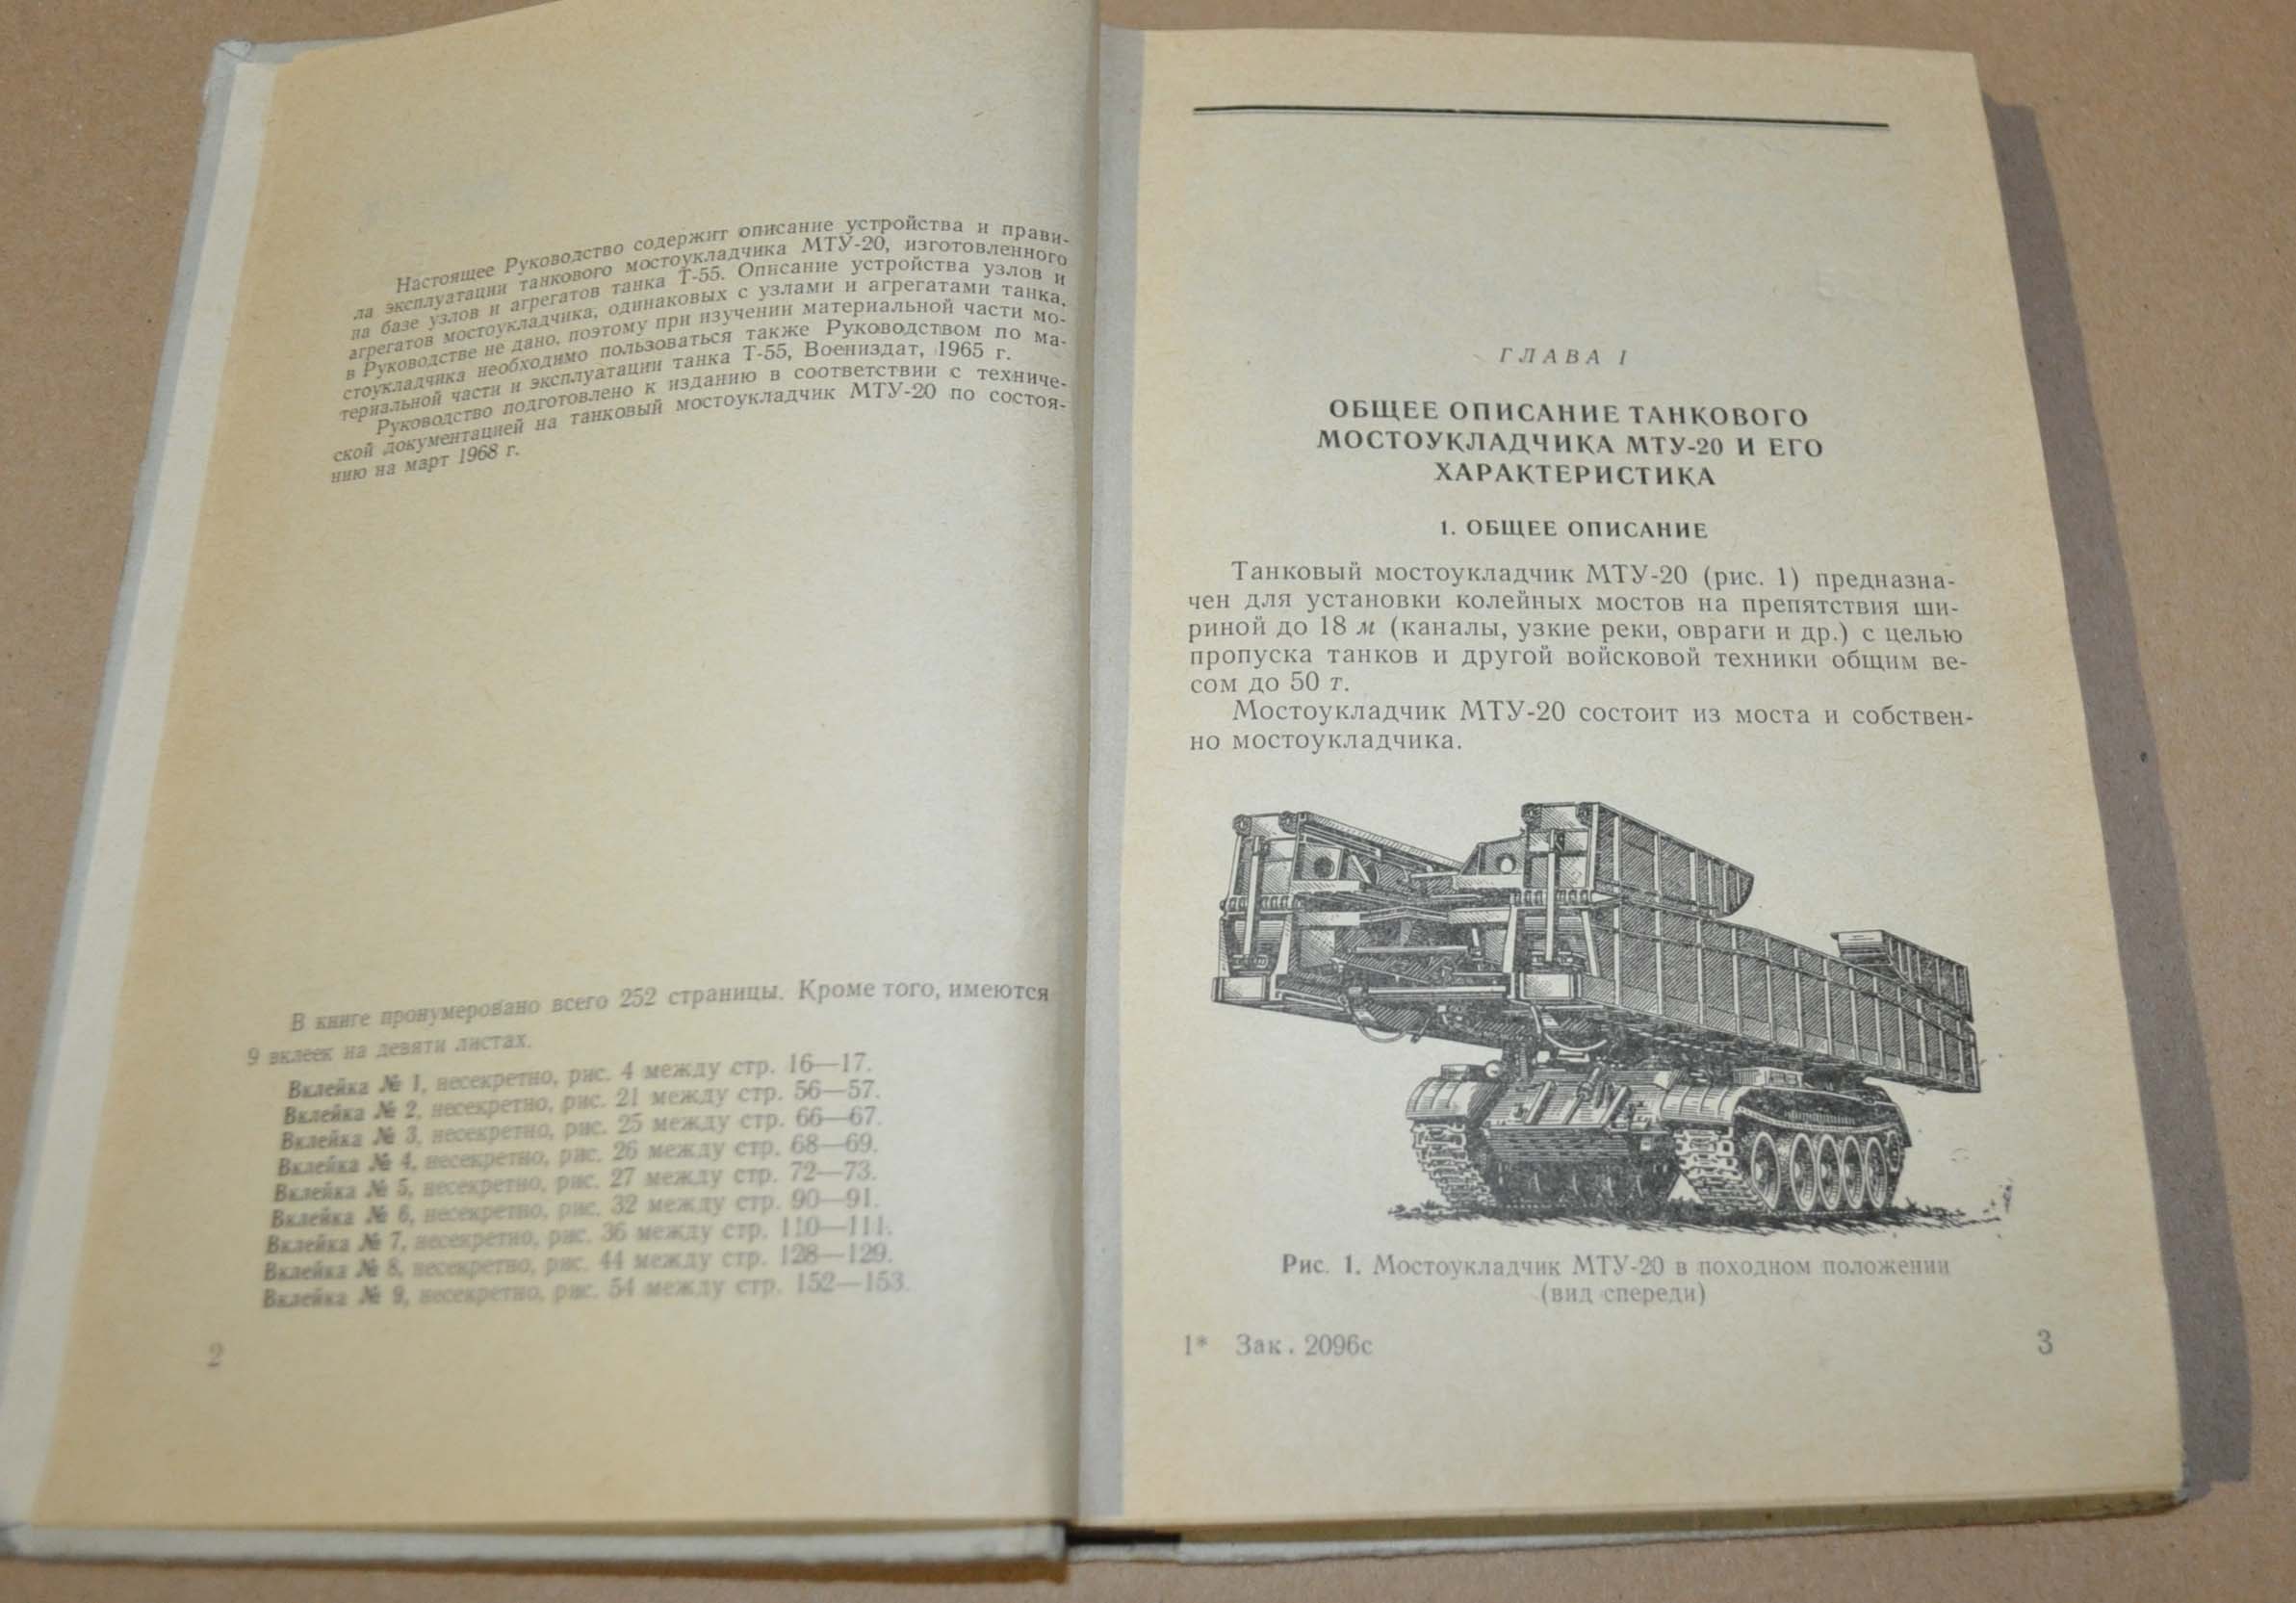 Настоящее Руководство содержит описание устройства и прави-
ла эксплуатации танкового мостоукладчика МТУ-20, изготовленного
на базе узлов и агрегатов танка Т-55. Описание устройства узлов и
агрегатов мостоукладчика, одинаковых с узлами и агрегатами танка,
в Руководстве не дано, поэтому при изучении материальной части мо-
стоукладчика необходимо пользоваться также Руководством по ма-
териальной части и эксплуатации танка Т-55, Воениздат, 1965 г.
Руководство подготовлено к изданию в соответствии с техниче-
ской документацией на танковый мостоукладчик МТУ-20 по состоя-
нию на март 1968 г.
В книге пронумеровано всего 252 страницы. Кроме того, имеются
9 вклеек на девяти листах.
Вклейка № 1, несекретно, рис. 4 между стр. 16—17.
Вклейка № 2, несекретно, рис. 21 между стр. 56—57.
Вклейка № 3, несекретно, рис. 25 между стр. 66—67.
Вклейка № 4, несекретно, рис. 26 между стр. 68—69.
Вклейка № 5, несекретно, рис. 27 между стр. 72—73.
Вклейка № 6, несекретно, рис. 32 между стр. 90—91.
Вклейка № 7, несекретно, рис. 36 между стр. 110—111.
Вклейка № 8, несекретно, рис. 44 между стр. 128—129.
Вклейка № 9, несекретно, рис. 54 между стр. 152—153.
2
ГЛАВА I
ОБЩЕЕ ОПИСАНИЕ ТАНКОВОГО
МОСТОУКЛАДЧИКА МТУ-20 И ЕГО
ХАРАКТЕРИСТИКА
1. ОБЩЕЕ ОПИСАНИЕ
Танковый мостоукладчик МТУ-20 (рис. 1) предназна-
чен для установки колейных мостов на препятствия ши-
риной до 18 м (каналы, узкие реки, овраги и др.) с целью
пропуска танков и другой войсковой техники общим ве-
сом до 50 т.
Мостоукладчик МТУ-20 состоит из моста и собствен-
но мостоукладчика.
Рис. 1. Мостоукладчик МТУ-20 в походном положении
(вид спереди)
1* Зак. 2096с
3